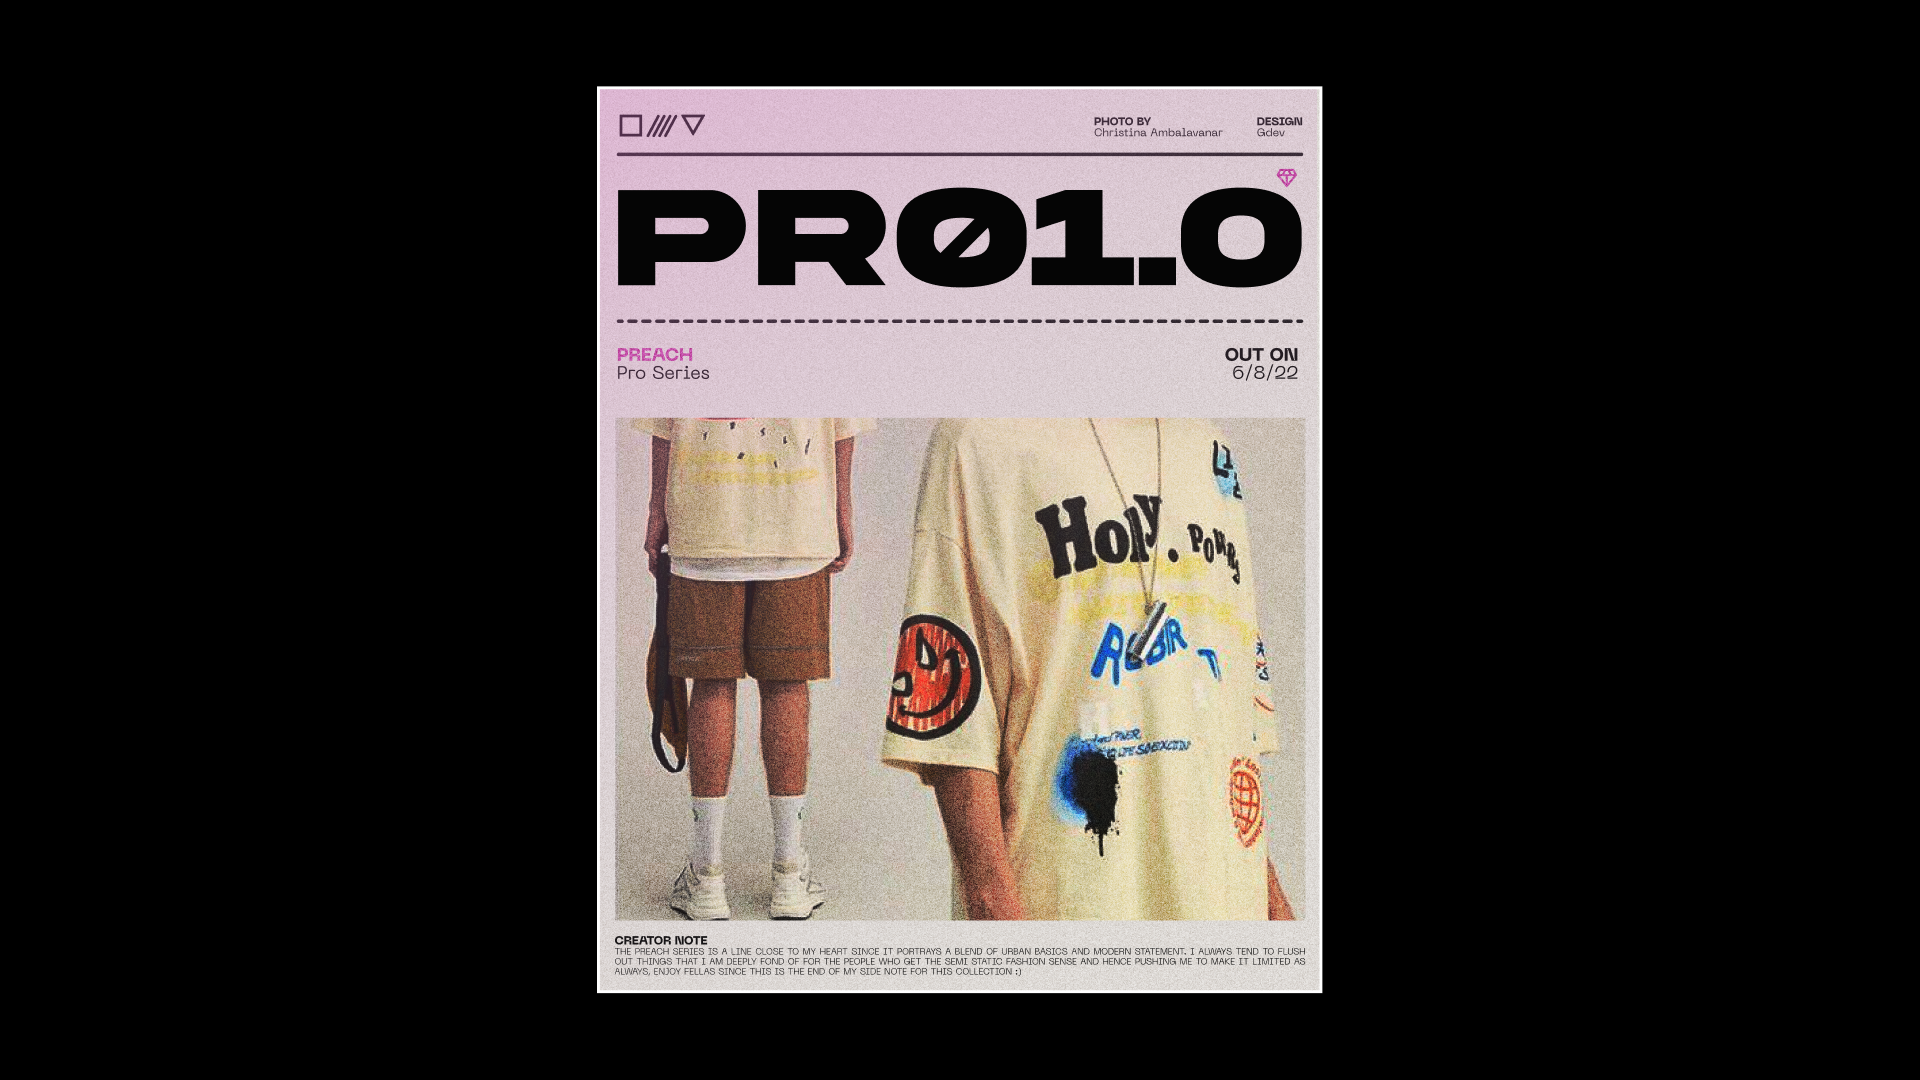 PHOTO BY
Christina Ambalavanar
DESIGN
Gdev
PRØ1.0
PREACH
Pro Series
OUT ON
6/8/22
Holy.
CREATOR NOTE
THE PREACH SERIES IS A LINE CLOSE TO MY HEART SINCE IT PORTRAYS A BLEND OF URBAN BASICS AND MODERN STATEMENT. I ALWAYS TEND TO FLUSH
OUT THINGS THAT I AM DEEPLY FOND OF FOR THE PEOPLE WHO GET THE SEMI STATIC FASHION SENSE AND HENCE PUSHING ME TO MAKE IT LIMITED AS
ALWAYS, ENJOY FELLAS SINCE THIS IS THE END OF MY SIDE NOTE FOR THIS COLLECTION :)